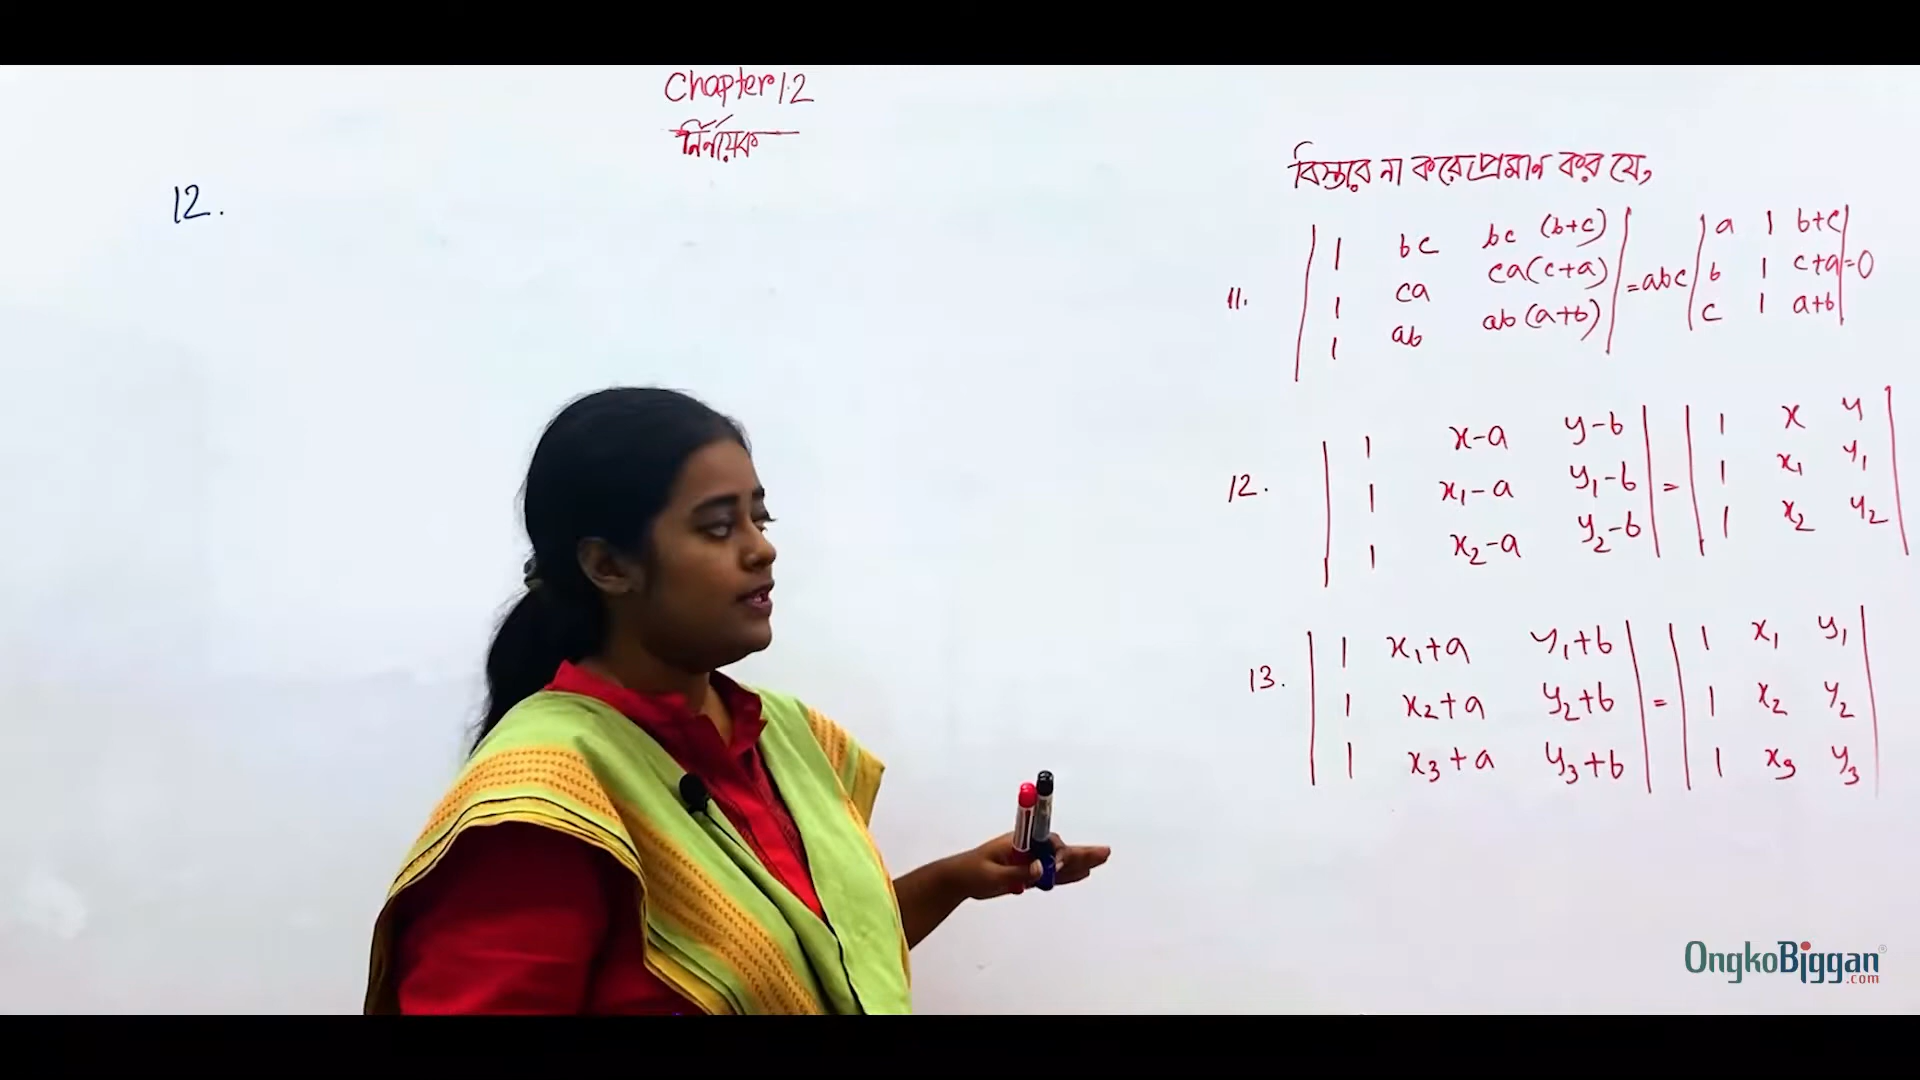 Chapter 1.2
নির্ণায়ক
12.
বিস্তার না করে প্রমান কর যে,
11. | 1 bc bc (b+c) | = abc | a 1 b+c | = 0
| 1 ca ca(c+a) | | b 1 c+a |
| 1 ab ab(a+b) | | c 1 a+b |
12. | 1 x-a y-b | = | 1 x y |
| 1 x₁-a y₁-b | | 1 x₁ y₁ |
| 1 x₂-a y₂-b | | 1 x₂ y₂ |
13. | 1 x₁+a y₁+b | = | 1 x₁ y₁ |
| 1 x₂+a y₂+b | | 1 x₂ y₂ |
| 1 x₃+a y₃+b | | 1 x₃ y₃ |
OngkoBiggan
.com